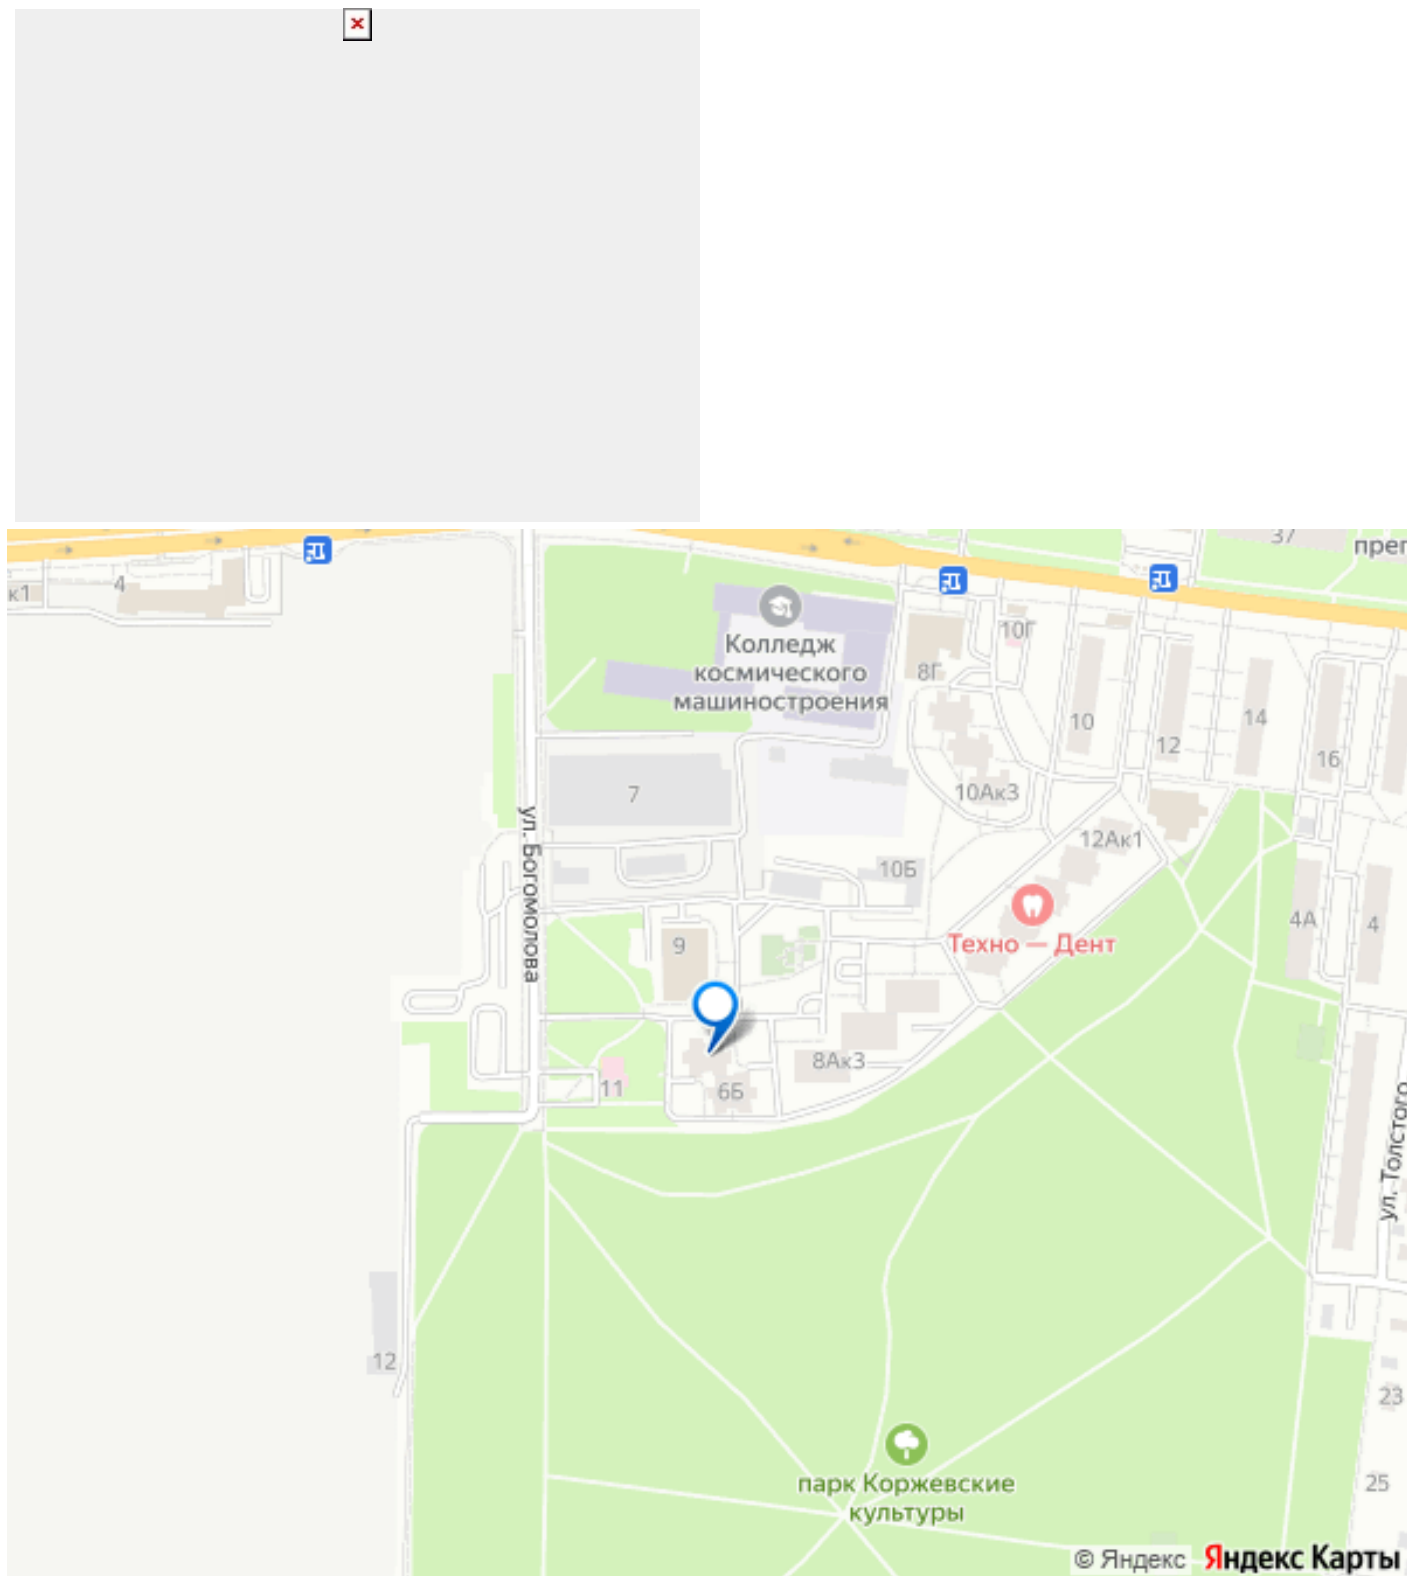 37
преп
к1
4
Колледж
космического
машиностроения
10Г
8Г
10
12
14
16
7
10Ак3
ул. Богомолова
12Ак1
10Б
Техно — Дент
4А
4
9
8Ак3
11
6Б
ул. Толстого
12
23
25
парк Коржевские
культуры
© Яндекс Яндекс Карты